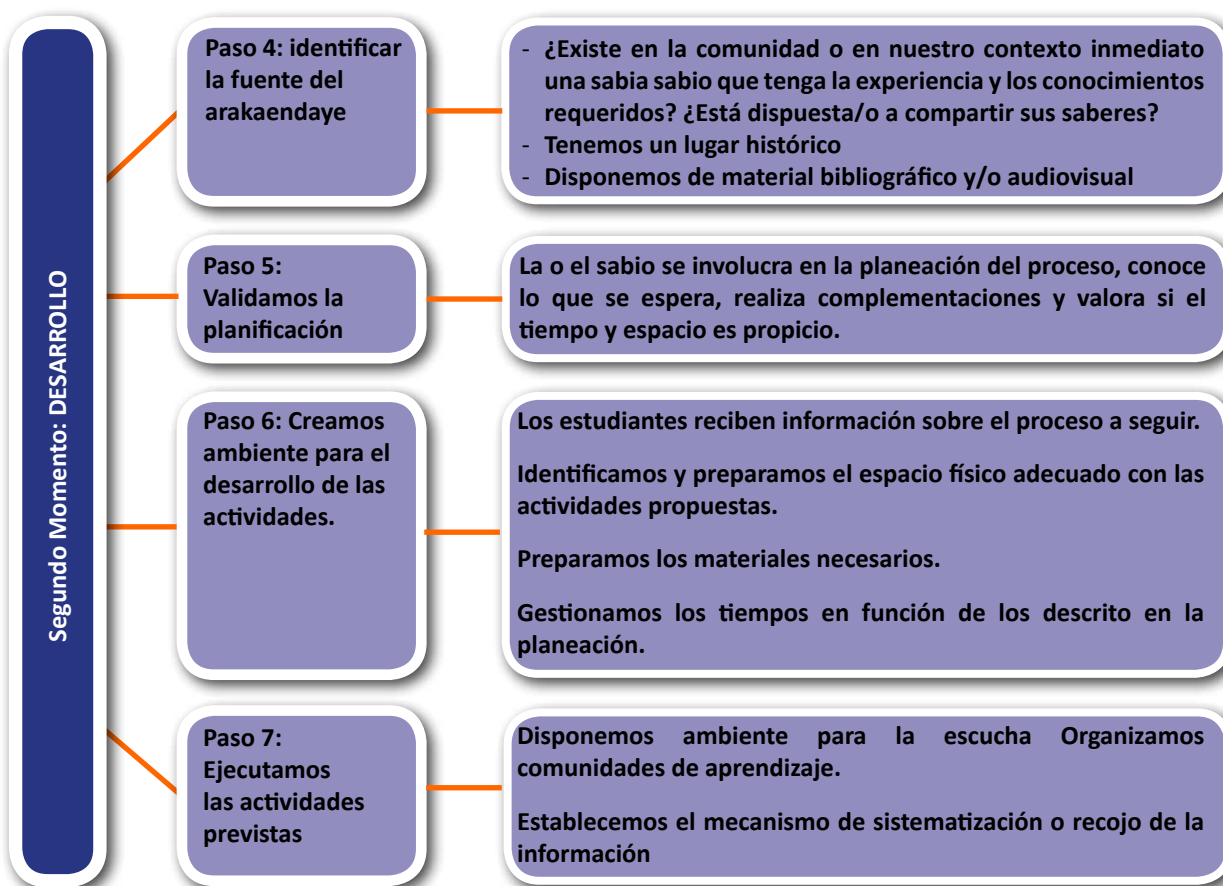 Segundo Momento: DESARROLLO
Paso 4: identificar
la fuente del
arakaendaye
- ¿Existe en la comunidad o en nuestro contexto inmediato
una sabia sabio que tenga la experiencia y los conocimientos
requeridos? ¿Está dispuesta/o a compartir sus saberes?
- Tenemos un lugar histórico
- Disponemos de material bibliográfico y/o audiovisual
Paso 5:
Validamos la
planificación
La o el sabio se involucra en la planeación del proceso, conoce
lo que se espera, realiza complementaciones y valora si el
tiempo y espacio es propicio.
Paso 6: Creamos
ambiente para el
desarrollo de las
actividades.
Los estudiantes reciben información sobre el proceso a seguir.
Identificamos y preparamos el espacio físico adecuado con las
actividades propuestas.
Preparamos los materiales necesarios.
Gestionamos los tiempos en función de los descrito en la
planeación.
Paso 7:
Ejecutamos
las actividades
previstas
Disponemos ambiente para la escucha Organizamos
comunidades de aprendizaje.
Establecemos el mecanismo de sistematización o recojo de la
información